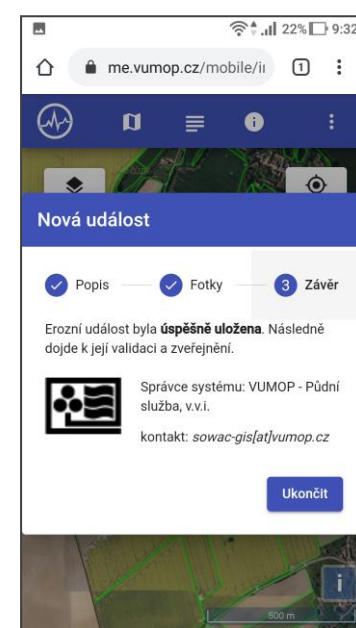 22% 9:32
me.vumop.cz/mobile/i
1
Nová událost
Popis
Fotky
3 Závěr
Erozní událost byla úspěšně uložena. Následně
dojde k její validaci a zveřejnění.
Správce systému: VUMOP - Půdní
služba, v.v.i.
kontakt: sowac-gis[at]vumop.cz
Ukončit
i
500 m